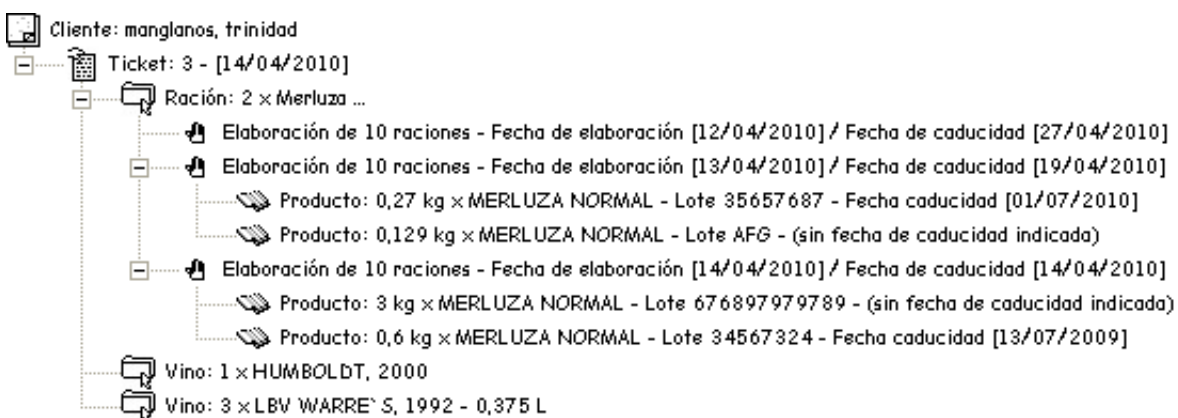 Cliente: manglanos, trinidad
Ticket: 3 - [14/04/2010]
Ración: 2 x Merluza ...
Elaboración de 10 raciones - Fecha de elaboración [12/04/2010] / Fecha de caducidad [27/04/2010]
Elaboración de 10 raciones - Fecha de elaboración [13/04/2010] / Fecha de caducidad [19/04/2010]
Producto: 0,27 kg x MERLUZA NORMAL - Lote 35657687 - Fecha caducidad [01/07/2010]
Producto: 0,129 kg x MERLUZA NORMAL - Lote AFG - (sin fecha de caducidad indicada)
Elaboración de 10 raciones - Fecha de elaboración [14/04/2010] / Fecha de caducidad [14/04/2010]
Producto: 3 kg x MERLUZA NORMAL - Lote 676897979789 - (sin fecha de caducidad indicada)
Producto: 0,6 kg x MERLUZA NORMAL - Lote 34567324 - Fecha caducidad [13/07/2009]
Vino: 1 x HUMBOLDT, 2000
Vino: 3 x LBV WARRE`S, 1992 - 0,375 L